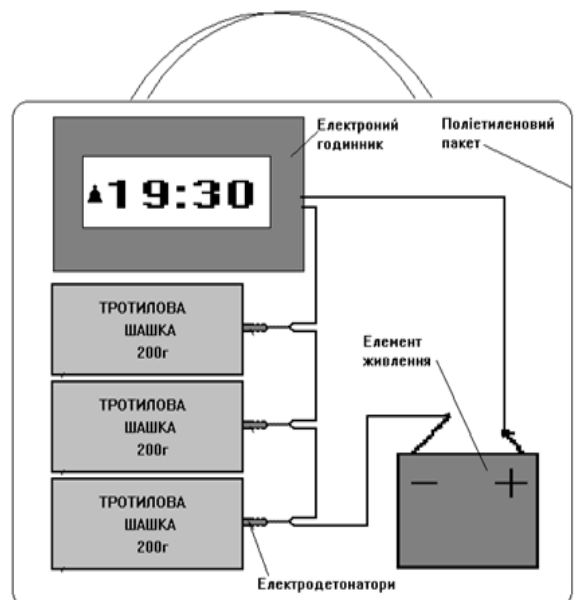 Електроний
годинник
Поліетиленовий
пакет
19:30
ТРОТИЛОВА
ШАШКА
200г
Елемент
живлення
ТРОТИЛОВА
ШАШКА
200г
− +
ТРОТИЛОВА
ШАШКА
200г
Електродетонатори